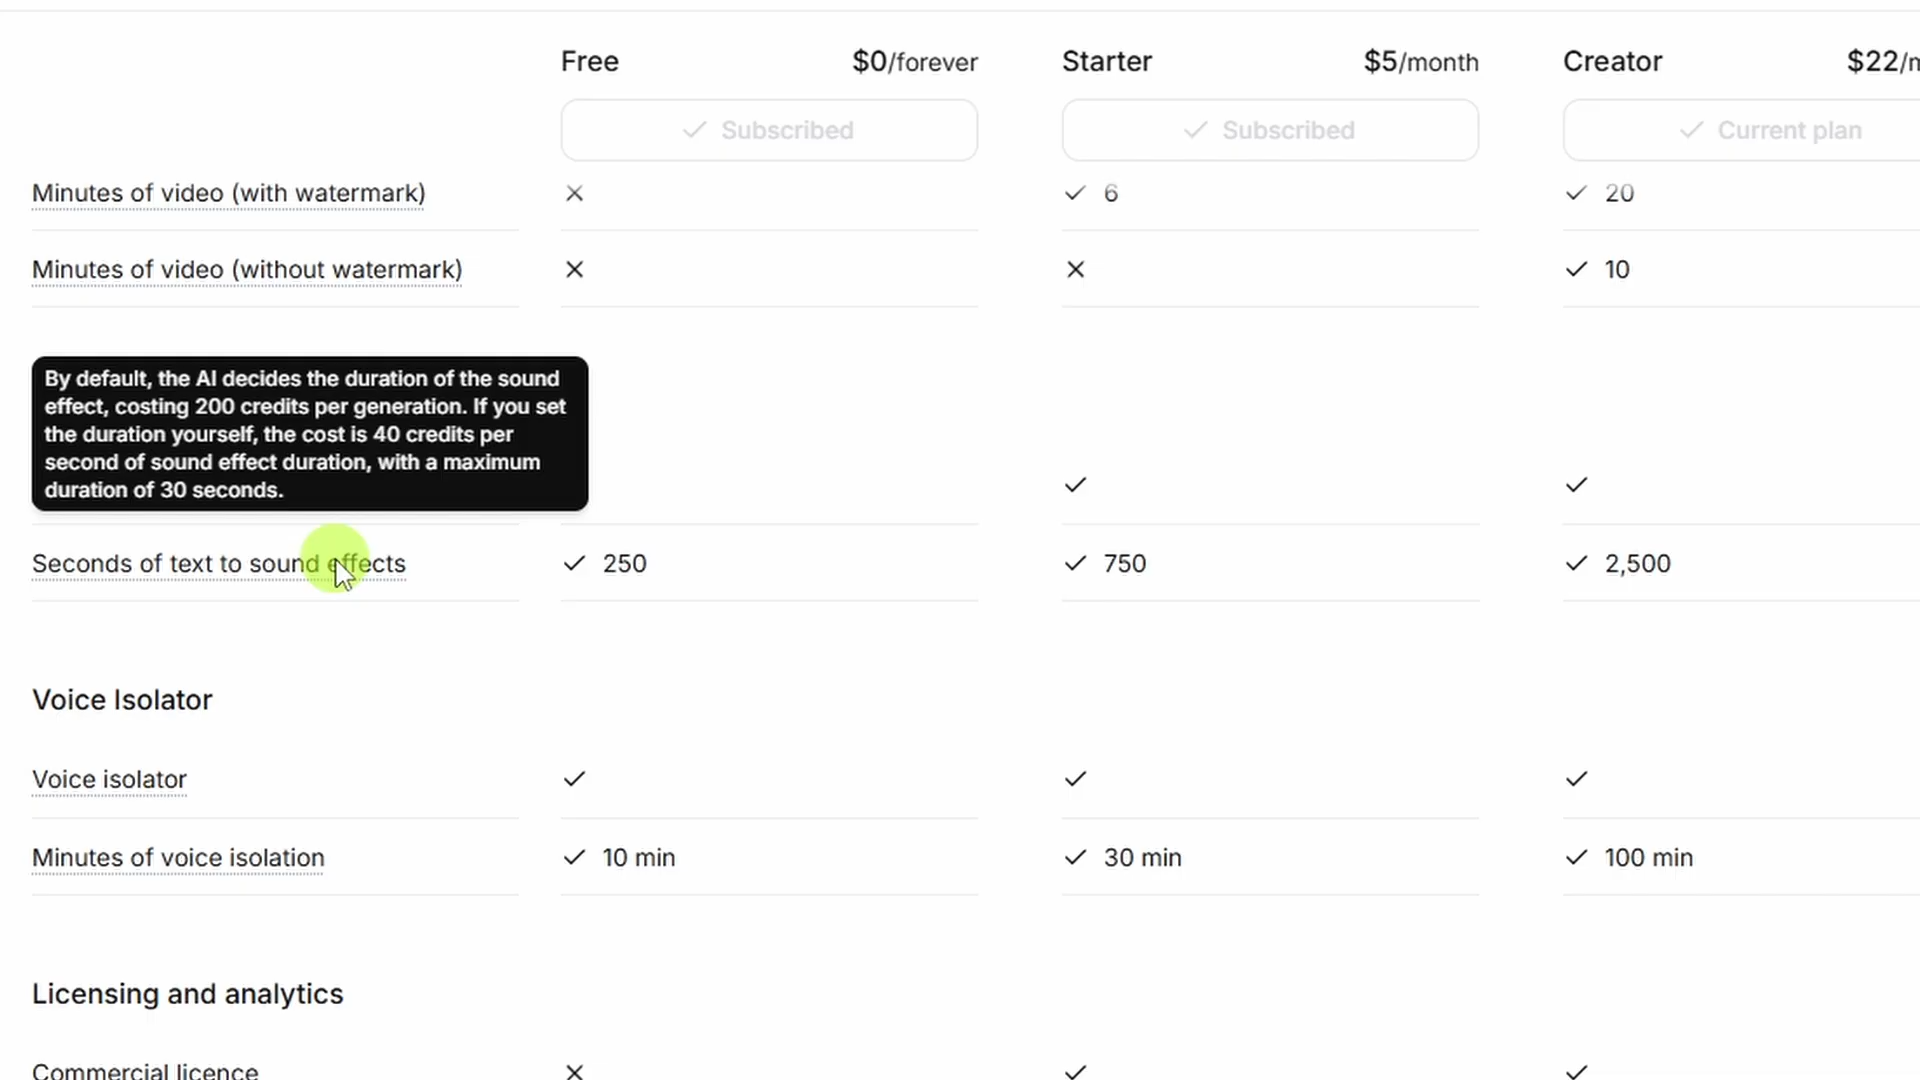 Free $0/forever Starter $5/month Creator $22/m
Subscribed Subscribed Current plan
Minutes of video (with watermark) 6 20
Minutes of video (without watermark) 10
By default, the AI decides the duration of the sound
effect, costing 200 credits per generation. If you set
the duration yourself, the cost is 40 credits per
second of sound effect duration, with a maximum
duration of 30 seconds.
Seconds of text to sound effects 250 750 2,500
Voice Isolator
Voice isolator
Minutes of voice isolation 10 min 30 min 100 min
Licensing and analytics
Commercial licence